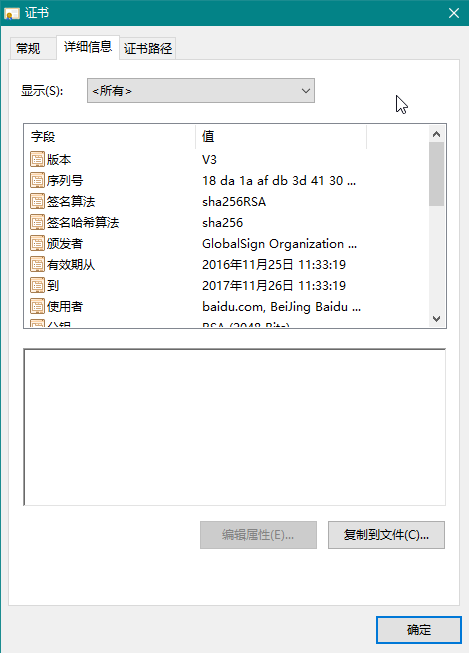 证书
常规 详细信息 证书路径
显示(S): <所有>
字段 值
版本 V3
序列号 18 da 1a af db 3d 41 30 ...
签名算法 sha256RSA
签名哈希算法 sha256
颁发者 GlobalSign Organization ...
有效期从 2016年11月25日 11:33:19
到 2017年11月26日 11:33:19
使用者 baidu.com, BeiJing Baidu ...
公钥 RSA (2048 Bits)
编辑属性(E)... 复制到文件(C)...
确定